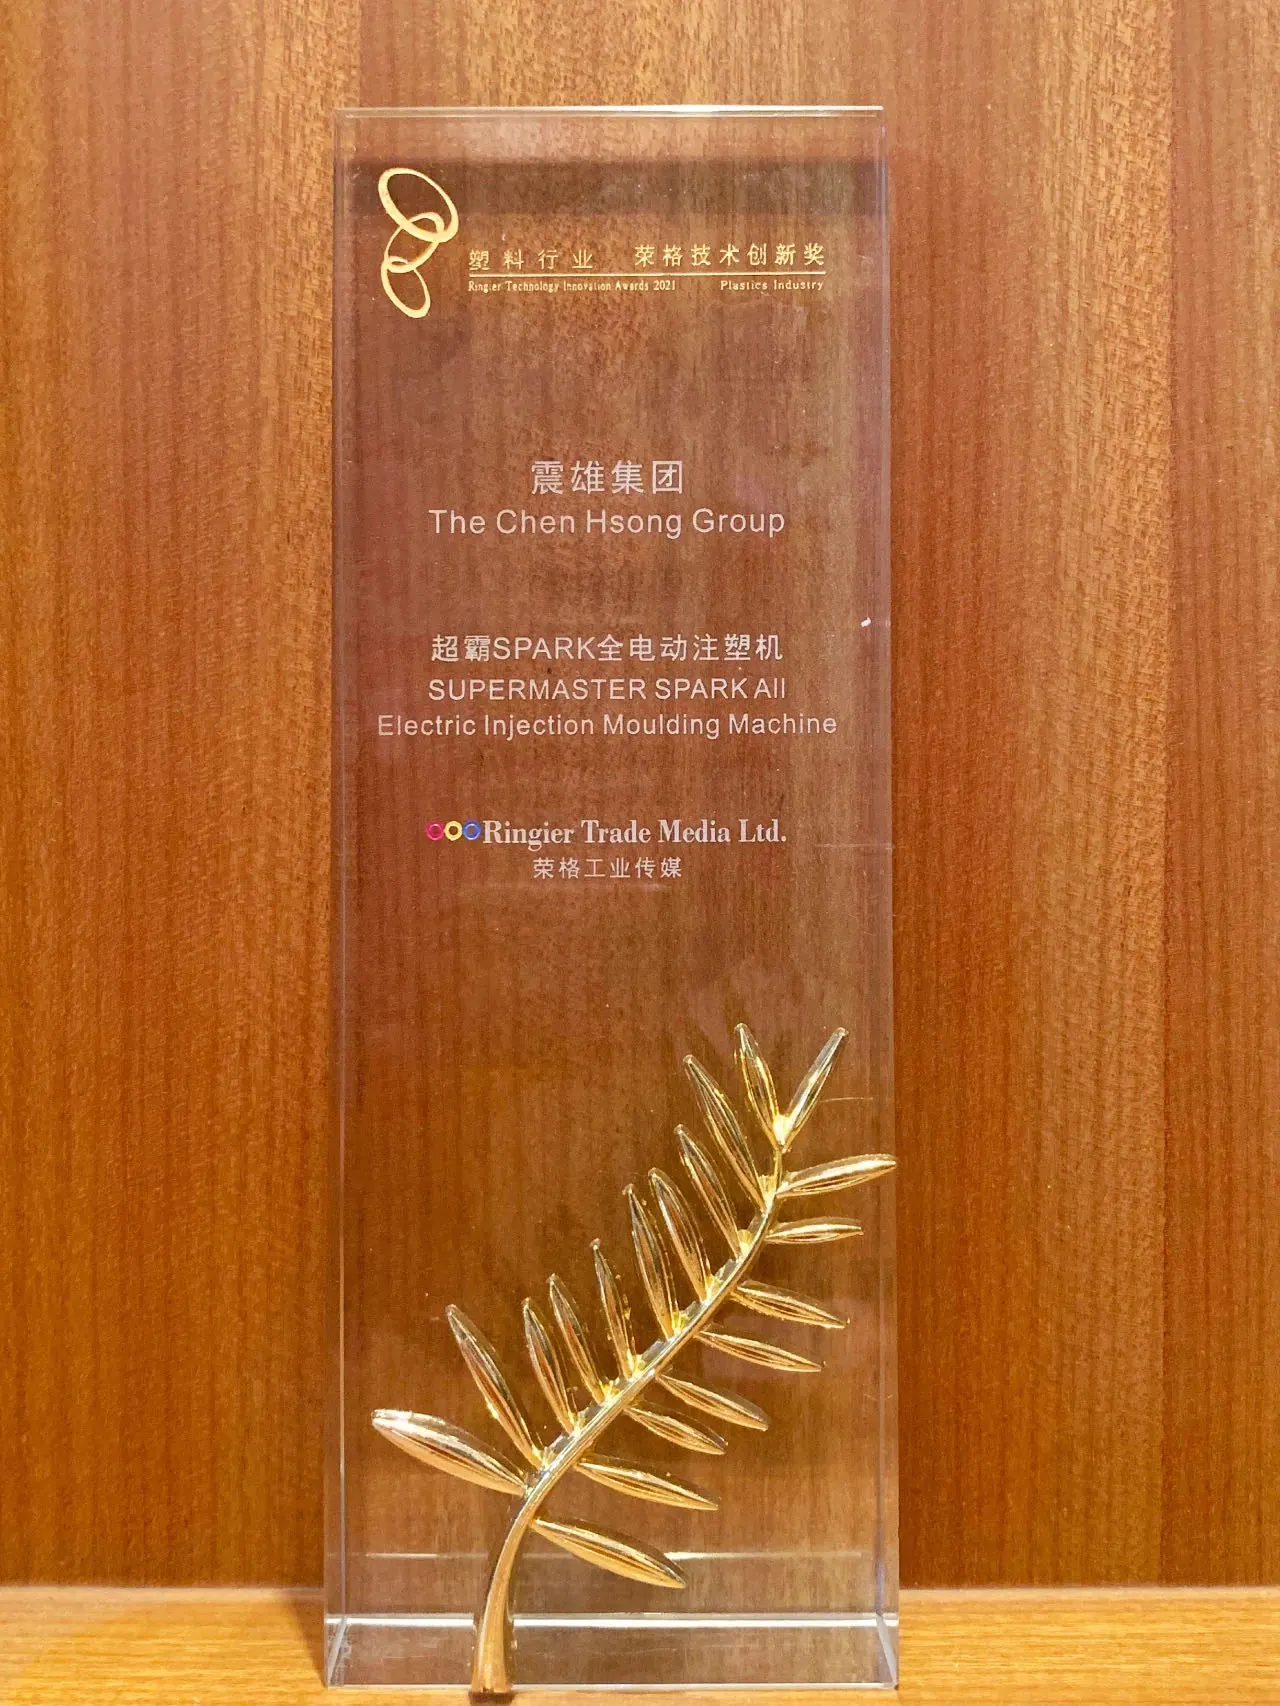 塑料行业 荣格技术创新奖
Ringier Technology Innovation Awards 2021 Plastics Industry
震雄集团
The Chen Hsong Group
超霸SPARK全电动注塑机
SUPERMASTER SPARK All
Electric Injection Moulding Machine
Ringier Trade Media Ltd.
荣格工业传媒